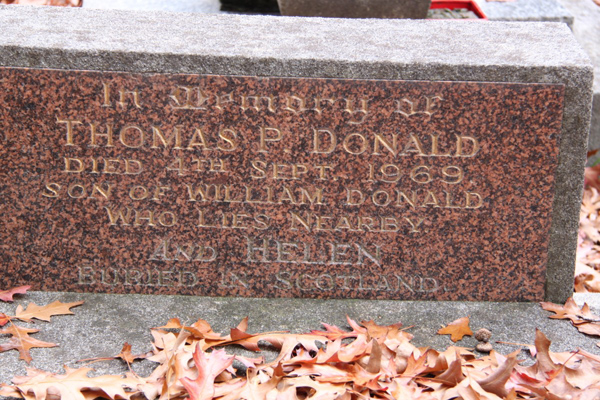 In Memory of
THOMAS P. DONALD
DIED 4TH SEPT. 1969
SON OF WILLIAM DONALD
WHO LIES NEARBY
AND HELEN
BURIED IN SCOTLAND.